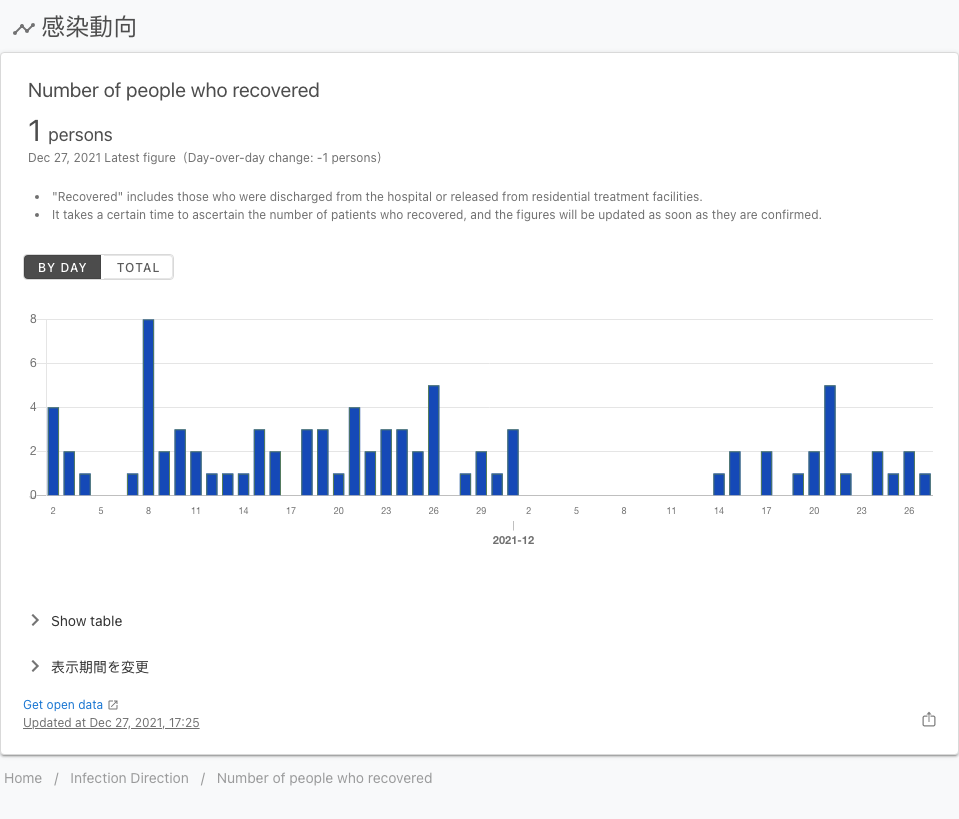 感染動向
Number of people who recovered
1 persons
Dec 27, 2021 Latest figure (Day-over-day change: -1 persons)
• "Recovered" includes those who were discharged from the hospital or released from residential treatment facilities.
• It takes a certain time to ascertain the number of patients who recovered, and the figures will be updated as soon as they are confirmed.
BY DAY TOTAL
8
6
4
2
0
2 5 8 11 14 17 20 23 26 29 2 5 8 11 14 17 20 23 26
2021-12
Show table
表示期間を変更
Get open data
Updated at Dec 27, 2021, 17:25
Home / Infection Direction / Number of people who recovered